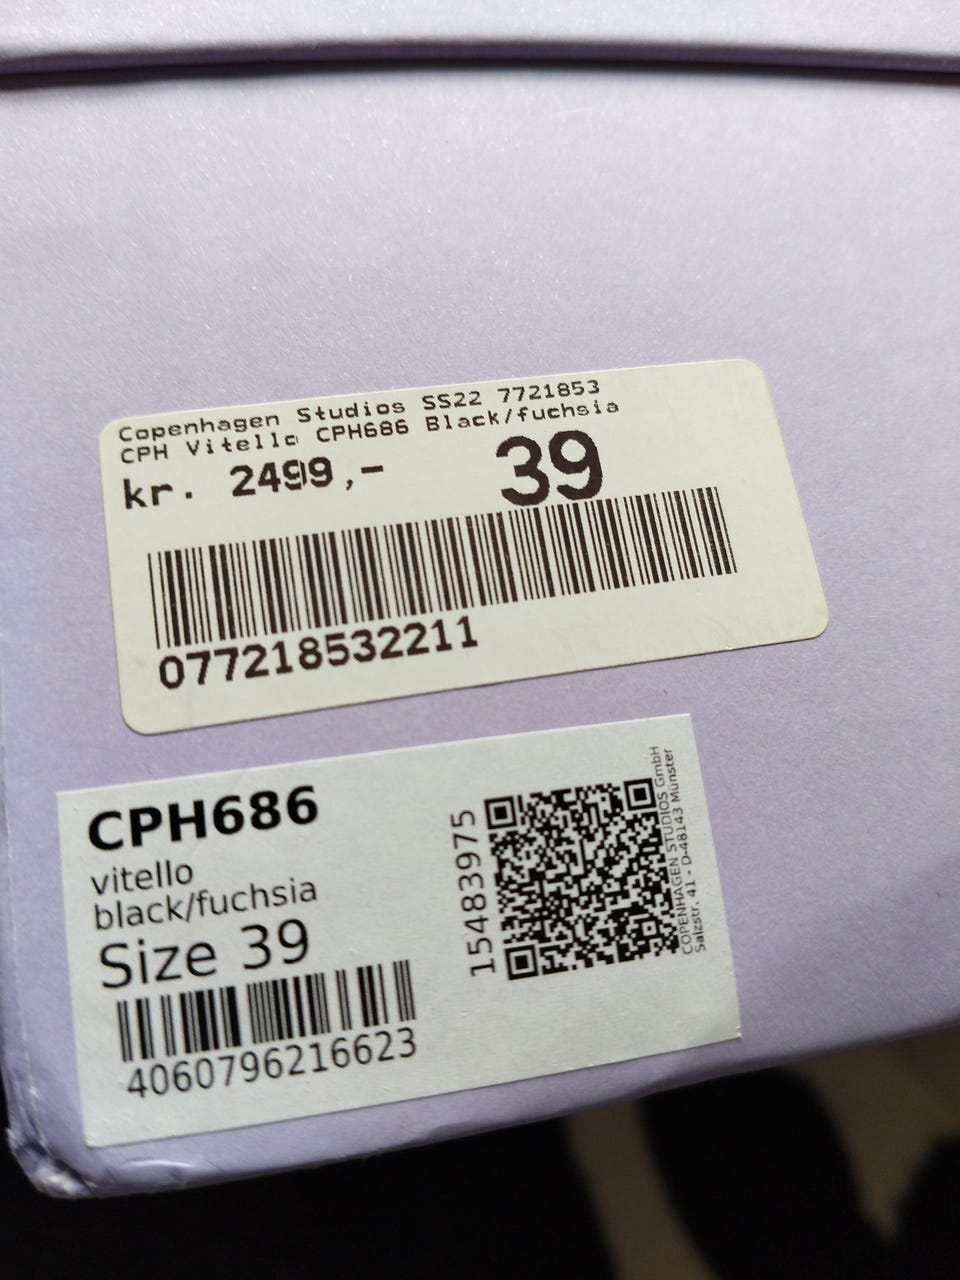 Copenhagen Studios SS22 7721853
CPH Vitello CPH686 Black/fuchsia
kr. 2499,- 39
077218532211
CPH686
vitello
black/fuchsia
Size 39
4060796216623
15483975
COPENHAGEN STUDIOS GmbH
Salzstr. 41 - D-48143 Münster